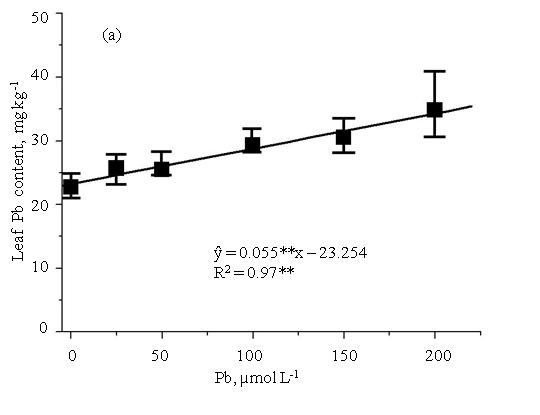 50
(a)
40
30
20
10
0
Leaf Pb content, mg kg⁻¹
ŷ = 0.055**x – 23.254
R² = 0.97**
0 50 100 150 200
Pb, µmol L⁻¹